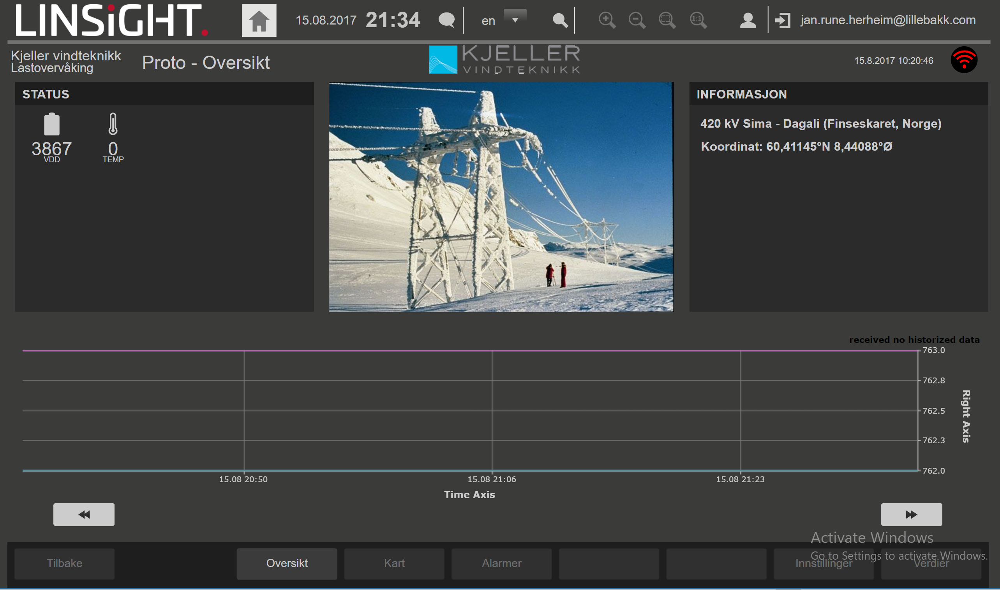 LINSiGHT.
15.08.2017 21:34
en
1:1
jan.rune.herheim@lillebakk.com
Kjeller vindteknikk
Lastovervåking
Proto - Oversikt
KJELLER
VINDTEKNIKK
15.8.2017 10:20:46
STATUS
3867
VDD
0
TEMP
INFORMASJON
420 kV Sima - Dagali (Finseskaret, Norge)
Koordinat: 60,41145°N 8,44088°Ø
received no historized data
763.0
762.8
762.5
762.3
762.0
Right Axis
15.08 20:50
15.08 21:06
15.08 21:23
Time Axis
Activate Windows
Go to Settings to activate Windows.
Tilbake
Oversikt
Kart
Alarmer
Innstillinger
Verdier